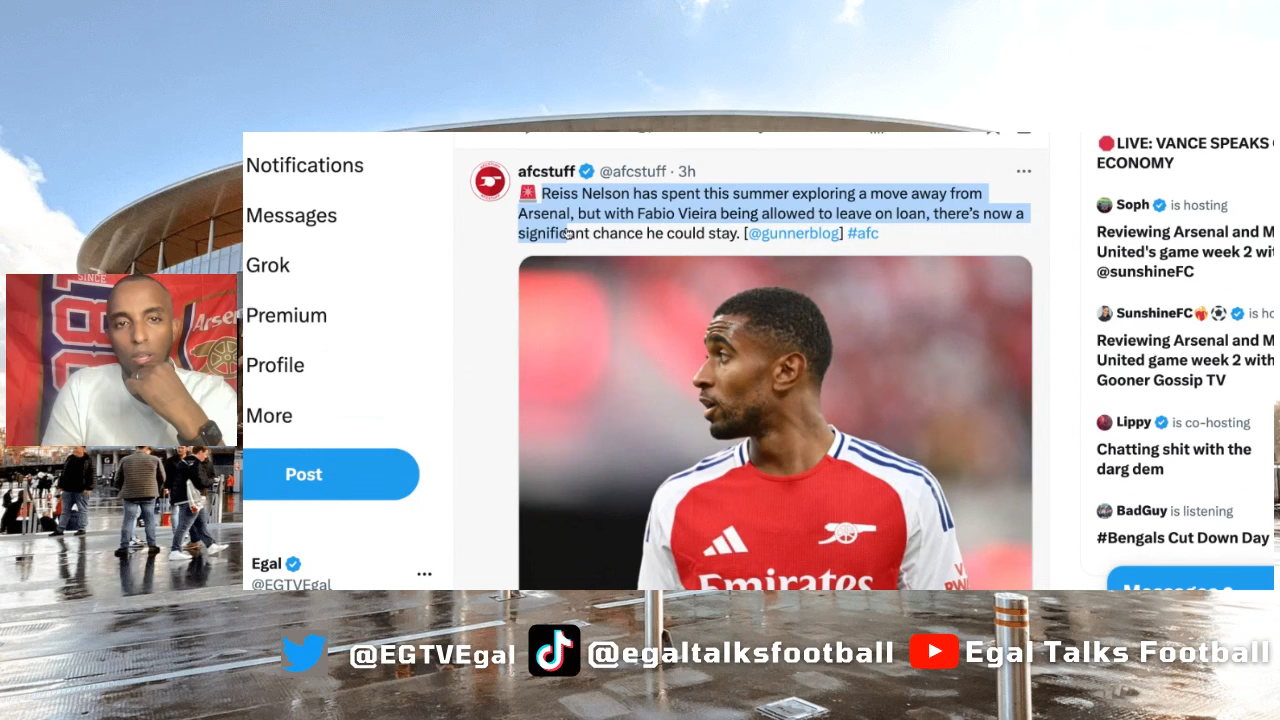 Notifications
Messages
Grok
Premium
Profile
More
Post
Egal
@EGTVEgal
afcstuff @afcstuff · 3h
🚨 Reiss Nelson has spent this summer exploring a move away from
Arsenal, but with Fabio Vieira being allowed to leave on loan, there's now a
significant chance he could stay. [@gunnerblog] #afc
Emirates
LIVE: VANCE SPEAKS
ECONOMY
Soph is hosting
Reviewing Arsenal and M
United's game week 2 wit
@sunshineFC
SunshineFC❤️‍🔥⚽ is ho
Reviewing Arsenal and M
United game week 2 with
Gooner Gossip TV
Lippy is co-hosting
Chatting shit with the
darg dem
BadGuy is listening
#Bengals Cut Down Day
SINCE
Arsen
@EGTVEgal @egaltalksfootball Egal Talks Football